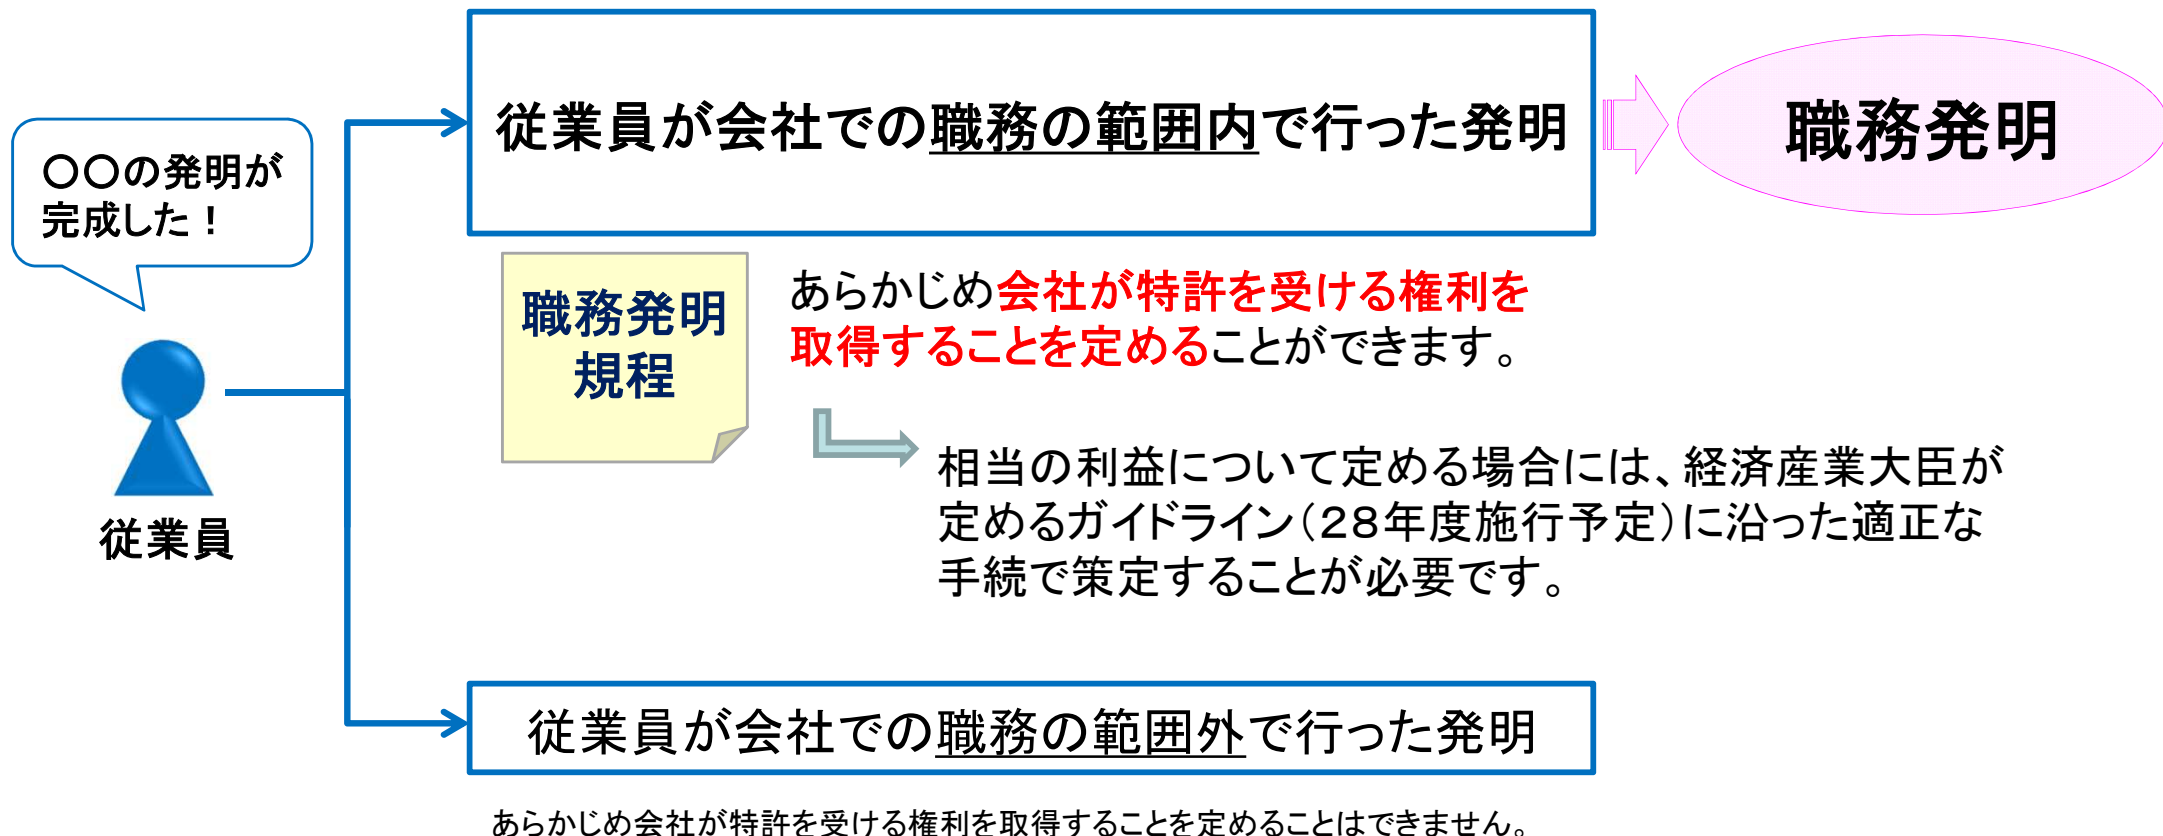 従業員が会社での職務の範囲内で行った発明
職務発明
〇〇の発明が
完成した！
職務発明
規程
あらかじめ会社が特許を受ける権利を
取得することを定めることができます。
相当の利益について定める場合には、経済産業大臣が
定めるガイドライン（２８年度施行予定）に沿った適正な
手続で策定することが必要です。
従業員
従業員が会社での職務の範囲外で行った発明
あらかじめ会社が特許を受ける権利を取得することを定めることはできません。